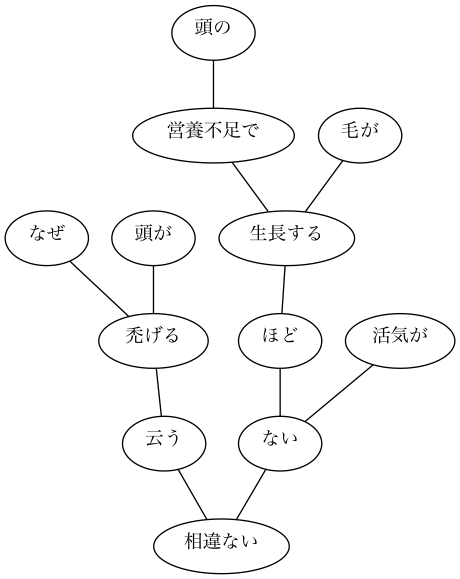 頭の
営養不足で
毛が
なぜ
頭が
生長する
禿げる
ほど
活気が
云う
ない
相違ない